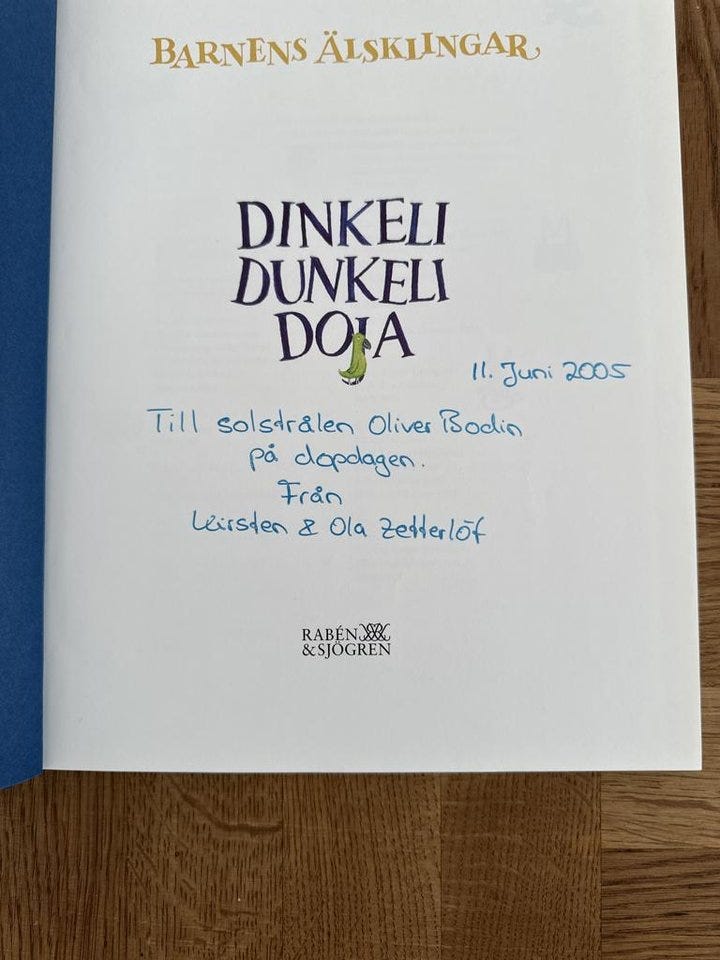 BARNENS ÄLSKLINGAR
DINKELI
DUNKELI
DOJA
11. Juni 2005
Till solstrålen Oliver Bodin
på dopdagen.
Från
Kirsten & Ola Zetterlöf
RABÉN
& SJÖGREN